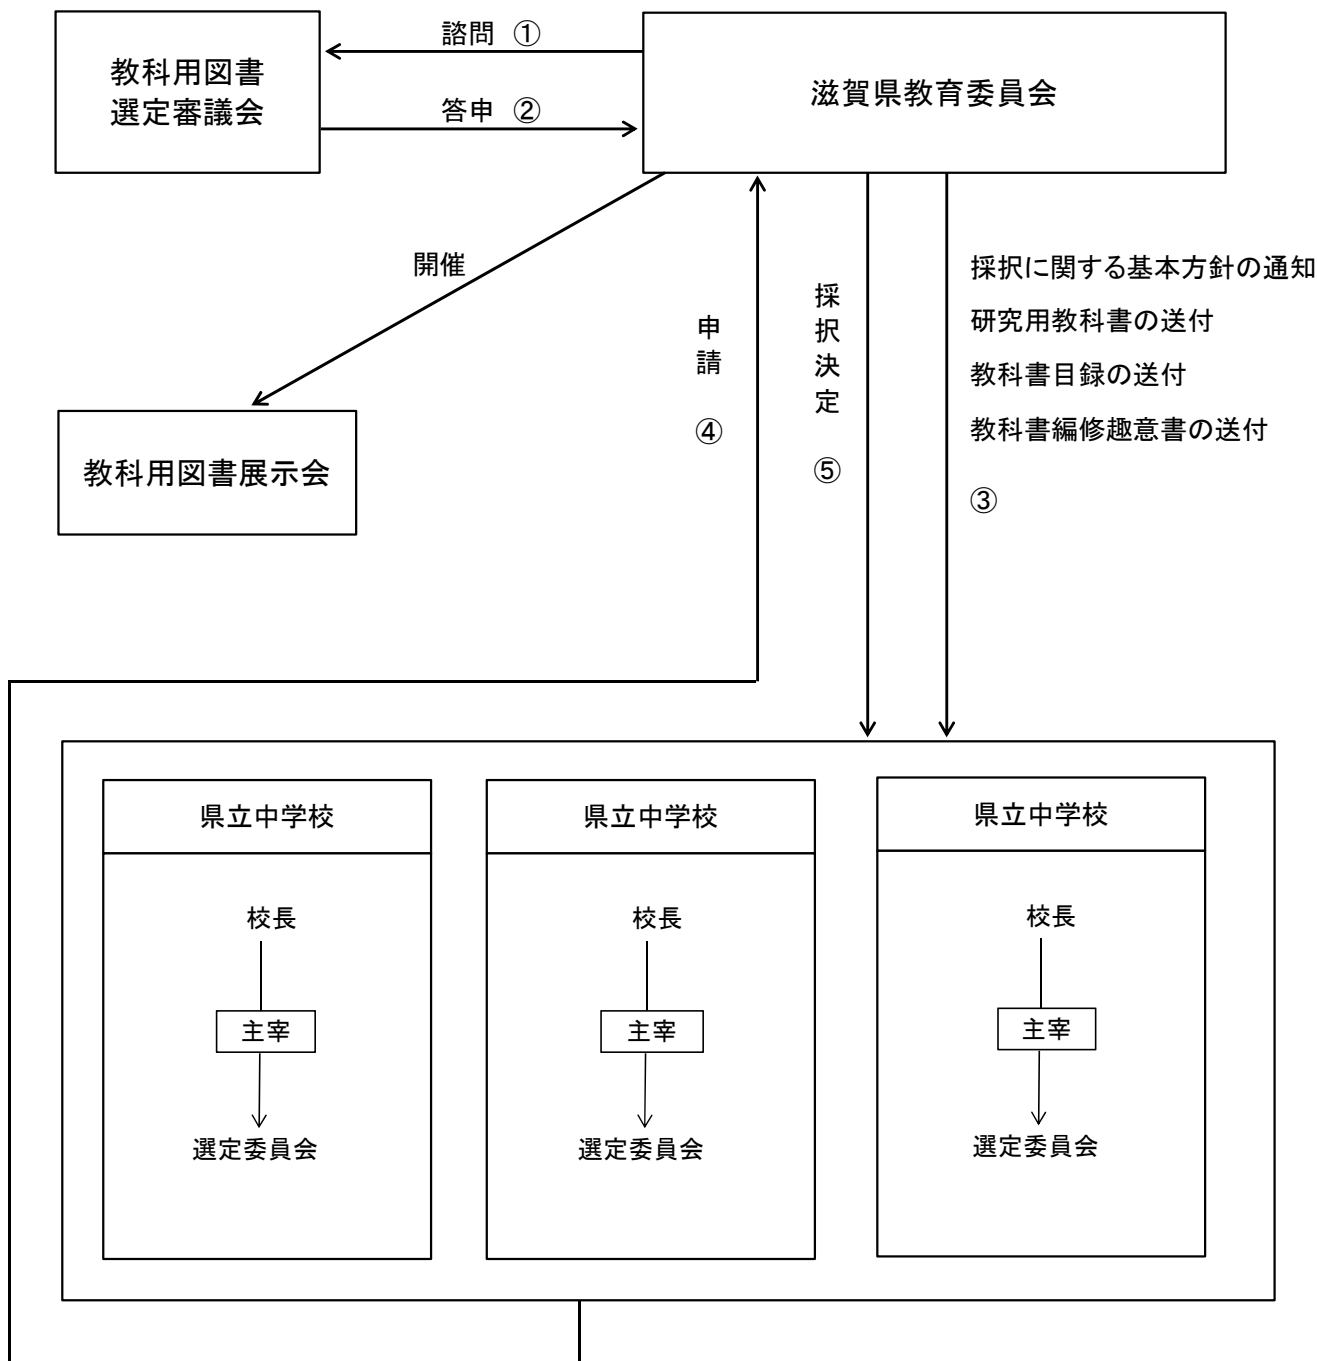 諮問 ①
教科用図書
選定審議会
滋賀県教育委員会
答申 ②
開催
採択に関する基本方針の通知
研究用教科書の送付
教科書目録の送付
教科書編修趣意書の送付
③
採択決定 ⑤
申請 ④
教科用図書展示会
県立中学校
校長
主宰
選定委員会
県立中学校
校長
主宰
選定委員会
県立中学校
校長
主宰
選定委員会